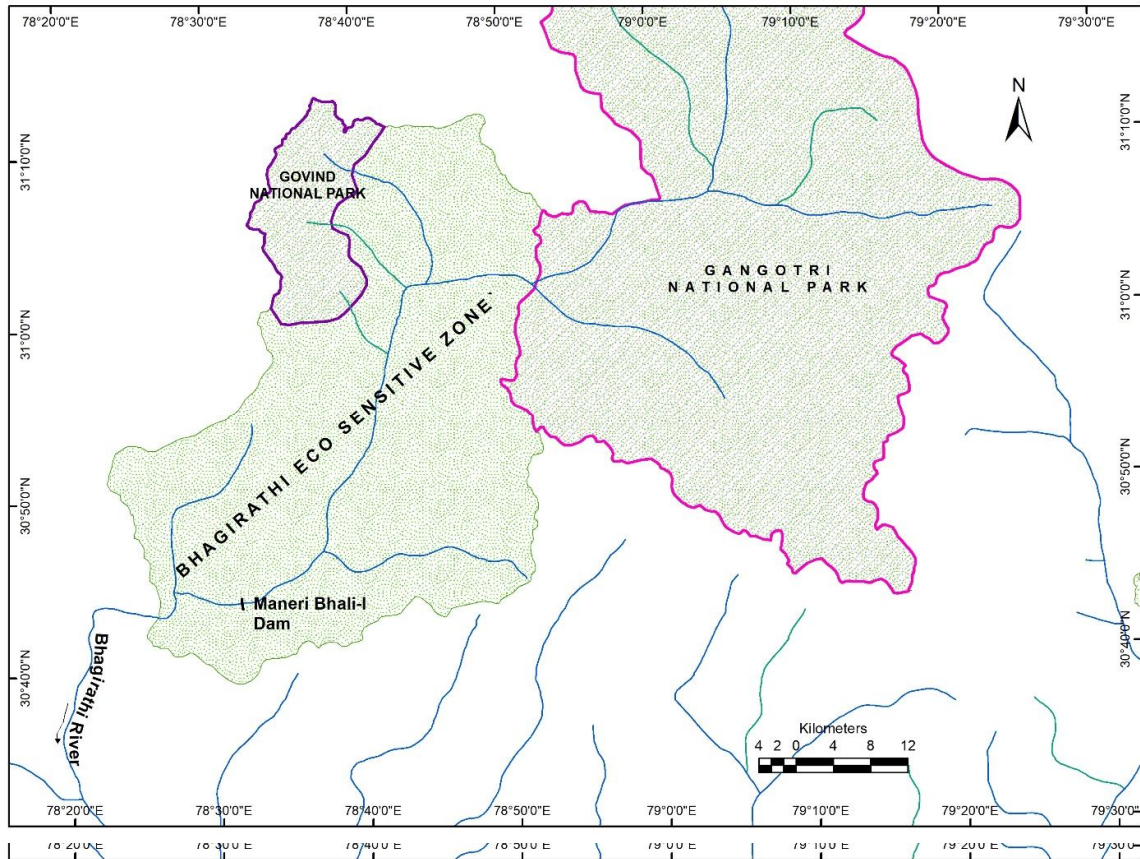 78°20'0"E 78°30'0"E 78°40'0"E 78°50'0"E 79°0'0"E 79°10'0"E 79°20'0"E 79°30'0"E
N
31°10'0"N
31°10'0"N
GOVIND
NATIONAL PARK
GANGOTRI
NATIONAL PARK
31°0'0"N
31°0'0"N
BHAGIRATHI ECO SENSITIVE ZONE`
30°50'0"N
30°50'0"N
Maneri Bhali-I
Dam
Bhagirathi River
30°40'0"N
30°40'0"N
Kilometers
4 2 0 4 8 12
78°20'0"E 78°30'0"E 78°40'0"E 78°50'0"E 79°0'0"E 79°10'0"E 79°20'0"E 79°30'0"E